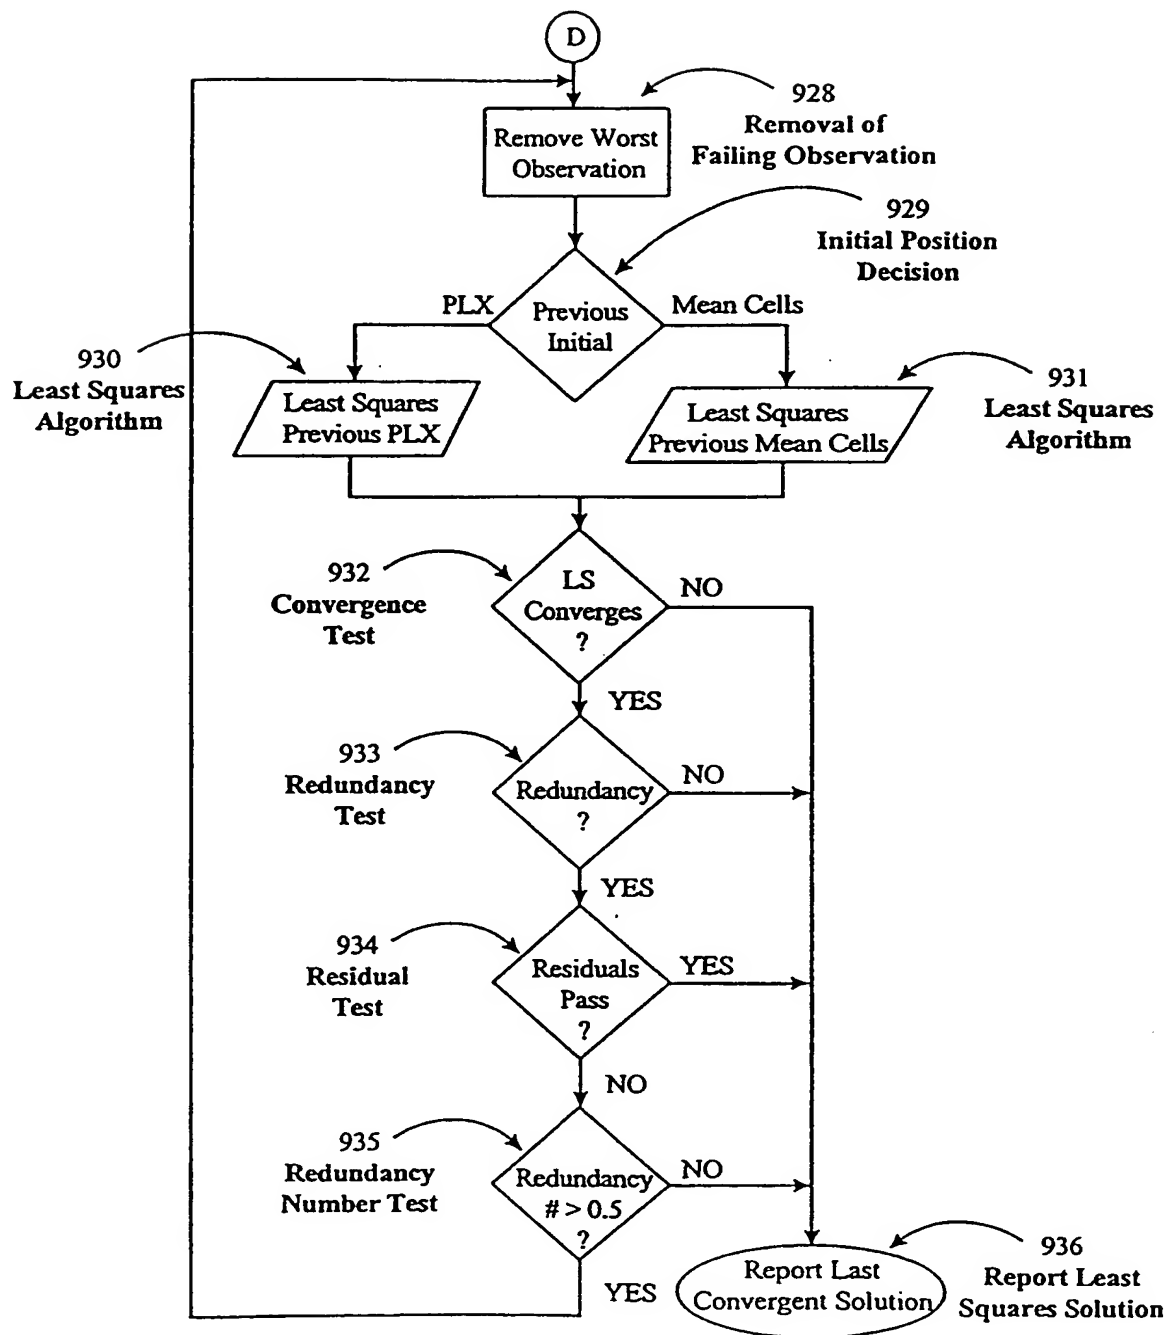 D
928
Removal of
Failing Observation
Remove Worst
Observation
929
Initial Position
Decision
PLX
Previous
Initial
Mean Cells
930
Least Squares
Algorithm
Least Squares
Previous PLX
Least Squares
Previous Mean Cells
931
Least Squares
Algorithm
932
Convergence
Test
LS
Converges
?
NO
YES
933
Redundancy
Test
Redundancy
?
NO
YES
934
Residual
Test
Residuals
Pass
?
YES
NO
935
Redundancy
Number Test
Redundancy
# > 0.5
?
NO
YES
Report Last
Convergent Solution
936
Report Least
Squares Solution